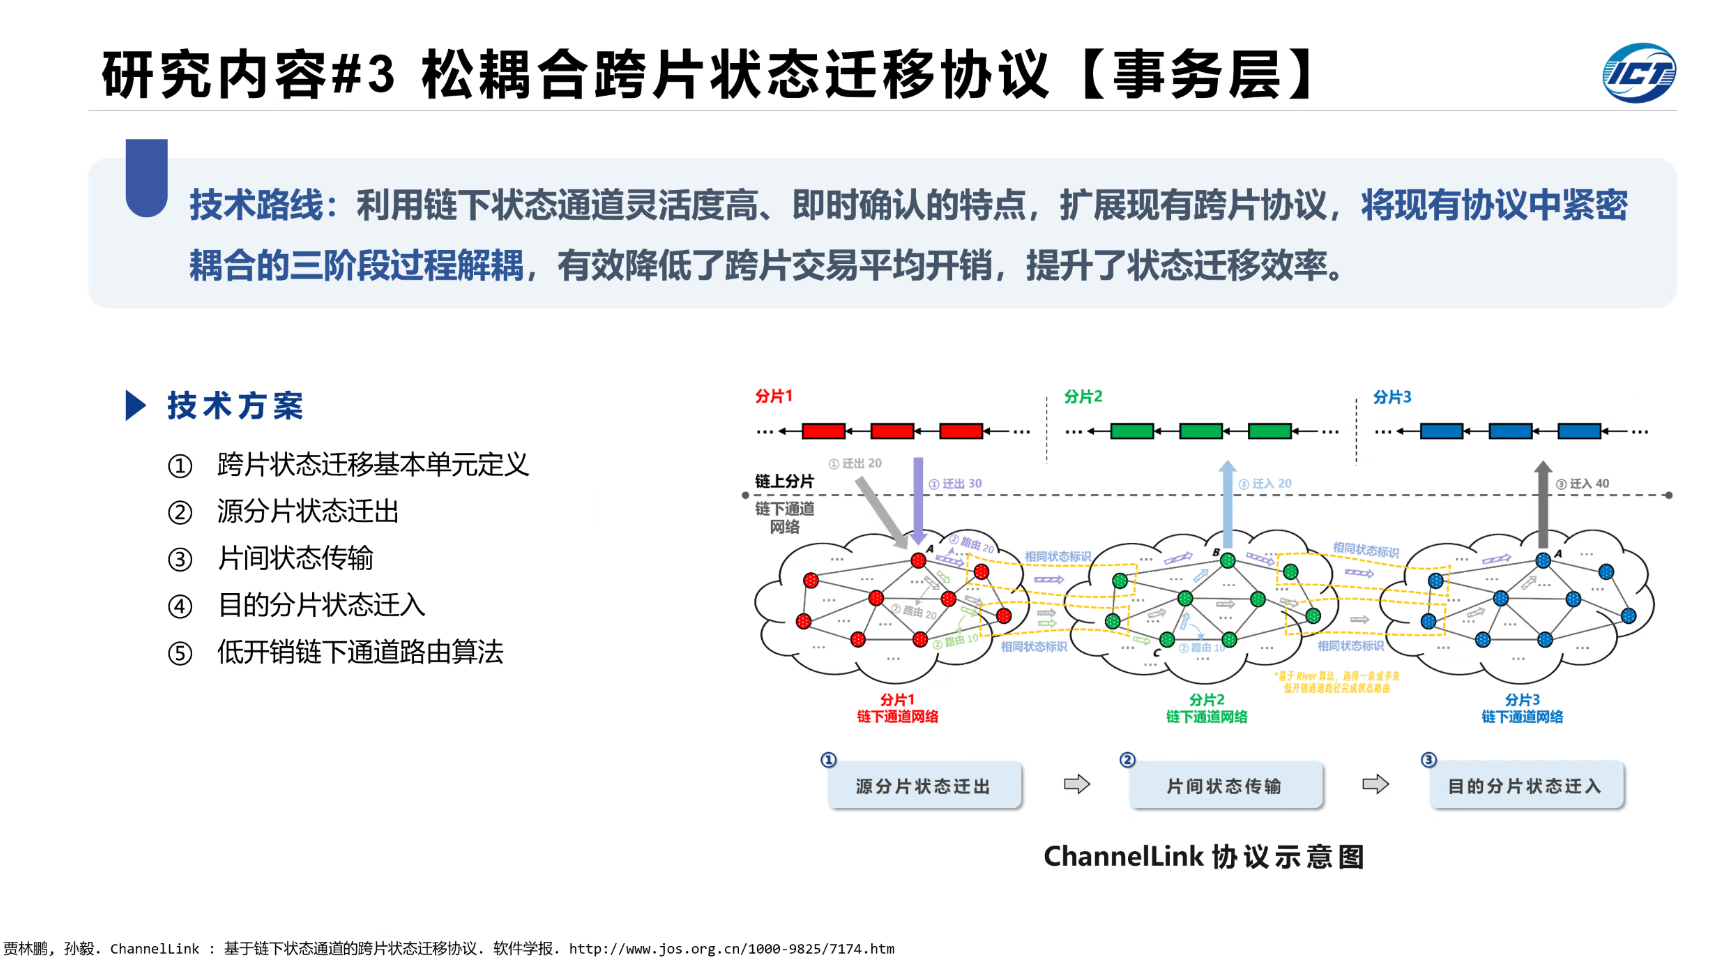 研究内容#3 松耦合跨片状态迁移协议【事务层】
ICT
技术路线：利用链下状态通道灵活度高、即时确认的特点，扩展现有跨片协议，将现有协议中紧密
耦合的三阶段过程解耦，有效降低了跨片交易平均开销，提升了状态迁移效率。
技术方案
① 跨片状态迁移基本单元定义
② 源分片状态迁出
③ 片间状态传输
④ 目的分片状态迁入
⑤ 低开销链下通道路由算法
分片1
分片2
分片3
链上分片
链下通道
网络
① 迁出 20
① 迁出 30
③ 迁入 20
③ 迁入 40
A
② 路由 20
② 路由 20
② 路由 10
相同状态标识
相同状态标识
B
C
② 路由 10
相同状态标识
相同状态标识
A
*基于 River 算法，选择一条或多条
低开销通道路径完成状态路由
分片1
链下通道网络
分片2
链下通道网络
分片3
链下通道网络
① 源分片状态迁出
② 片间状态传输
③ 目的分片状态迁入
ChannelLink 协议示意图
贾林鹏, 孙毅. ChannelLink : 基于链下状态通道的跨片状态迁移协议. 软件学报. http://www.jos.org.cn/1000-9825/7174.htm